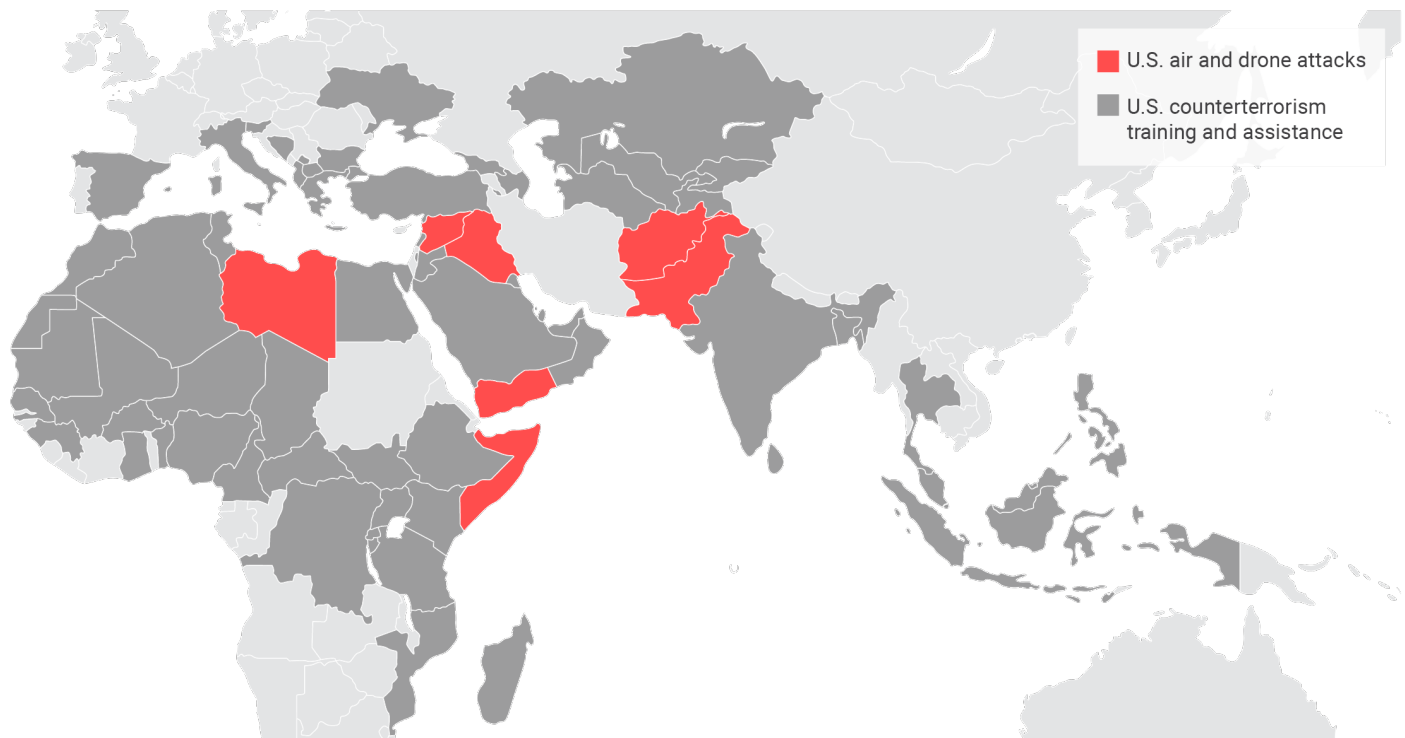 U.S. air and drone attacks
U.S. counterterrorism
training and assistance